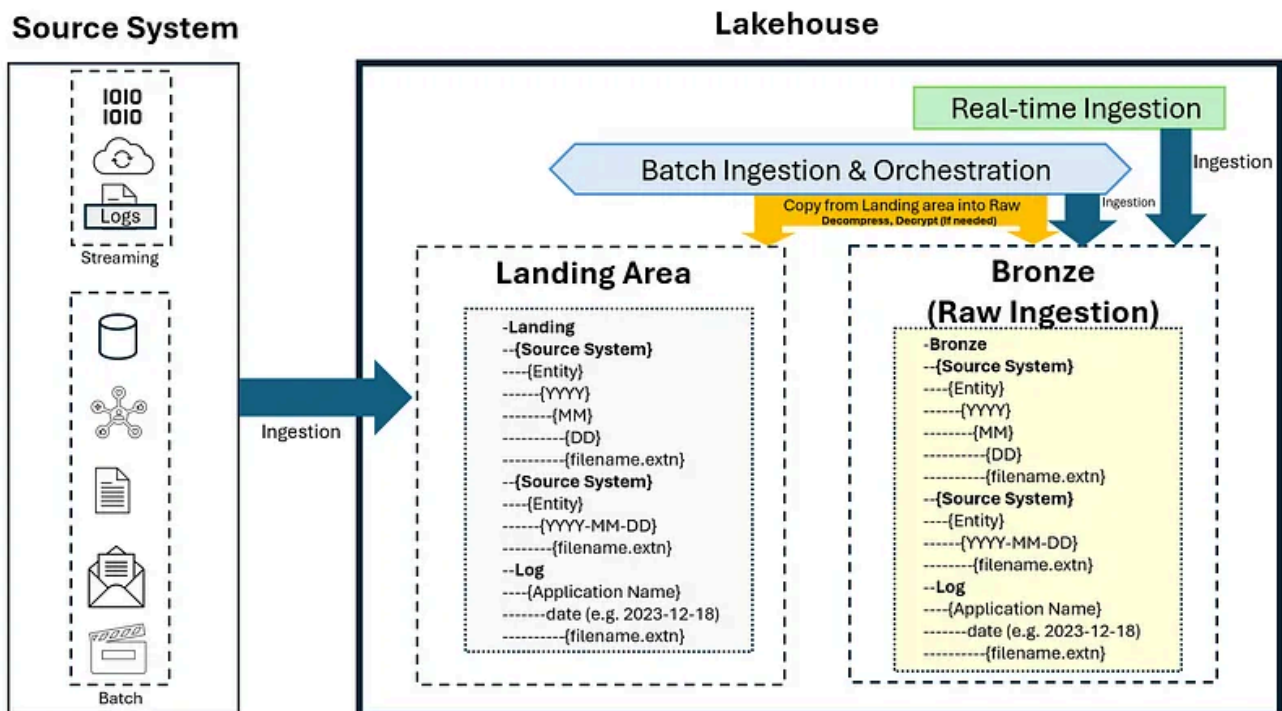 Source System
Lakehouse
1010
1010
Logs
Streaming
Batch
Ingestion
Real-time Ingestion
Ingestion
Batch Ingestion & Orchestration
Ingestion
Copy from Landing area into Raw
Decompress, Decrypt (If needed)
Landing Area
-Landing
--{Source System}
----{Entity}
------{YYYY}
-------{MM}
---------{DD}
---------{filename.extn}
--{Source System}
----{Entity}
------{YYYY-MM-DD}
-------{filename.extn}
--Log
----{Application Name}
-------date (e.g. 2023-12-18)
---------{filename.extn}
Bronze
(Raw Ingestion)
-Bronze
--{Source System}
----{Entity}
------{YYYY}
-------{MM}
---------{DD}
---------{filename.extn}
--{Source System}
----{Entity}
------{YYYY-MM-DD}
-------{filename.extn}
--Log
----{Application Name}
-------date (e.g. 2023-12-18)
---------{filename.extn}